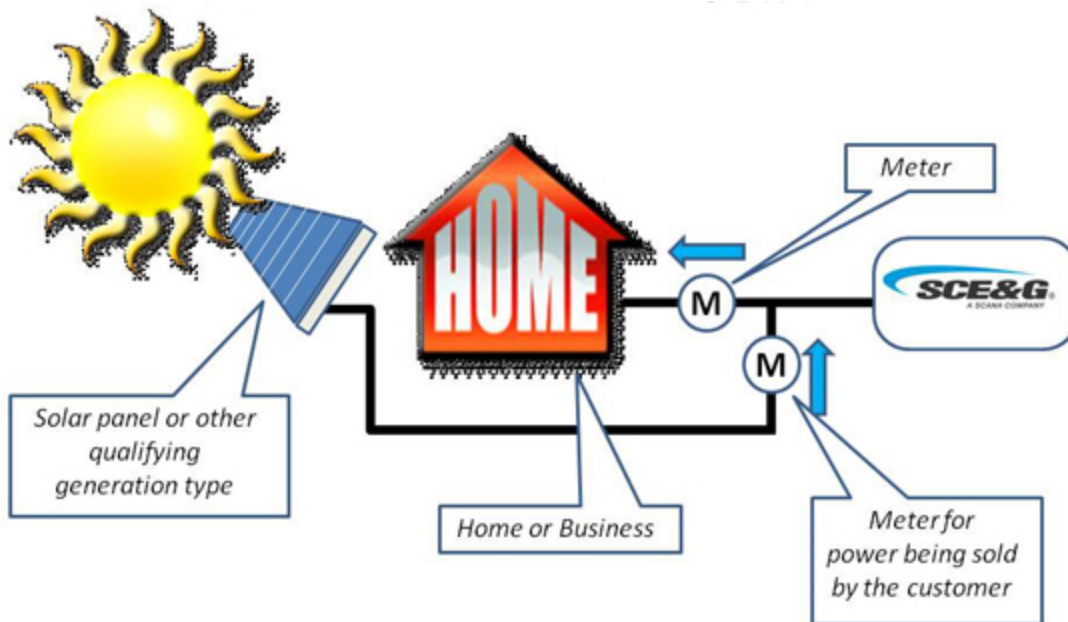 Meter
HOME
M
SCE&G®
A SCANA COMPANY
M
Solar panel or other
qualifying
generation type
Home or Business
Meter for
power being sold
by the customer